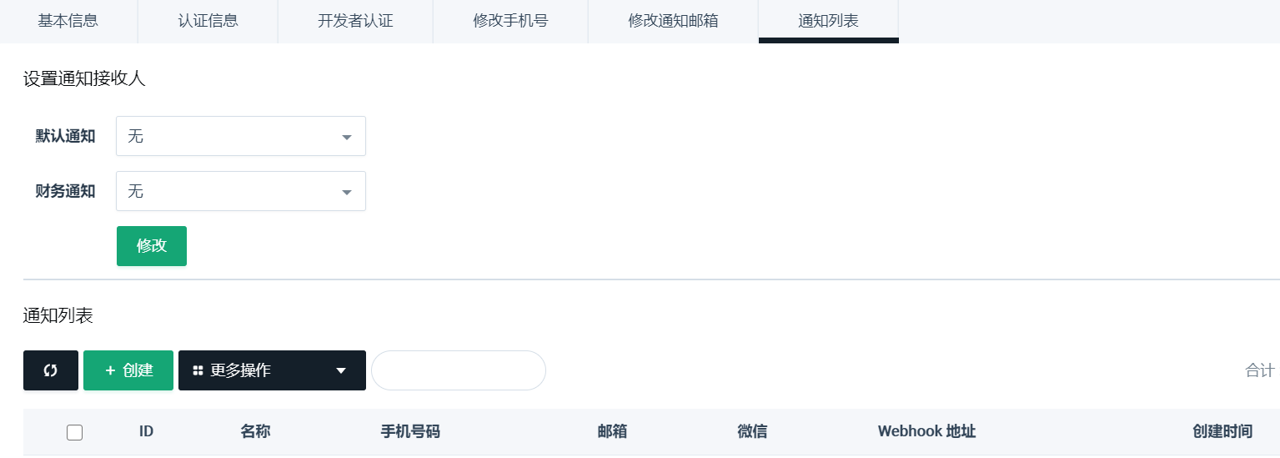 基本信息 认证信息 开发者认证 修改手机号 修改通知邮箱 通知列表
设置通知接收人
默认通知 无
财务通知 无
修改
通知列表
+ 创建 更多操作 合计
ID 名称 手机号码 邮箱 微信 Webhook 地址 创建时间